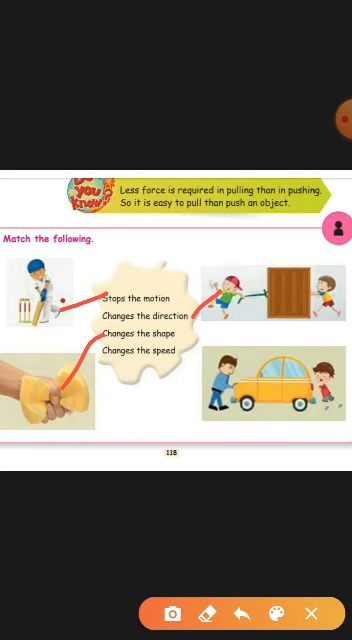 Do
you
Know?
Less force is required in pulling than in pushing.
So it is easy to pull than push an object.
Match the following.
Stops the motion
Changes the direction
Changes the shape
Changes the speed
118